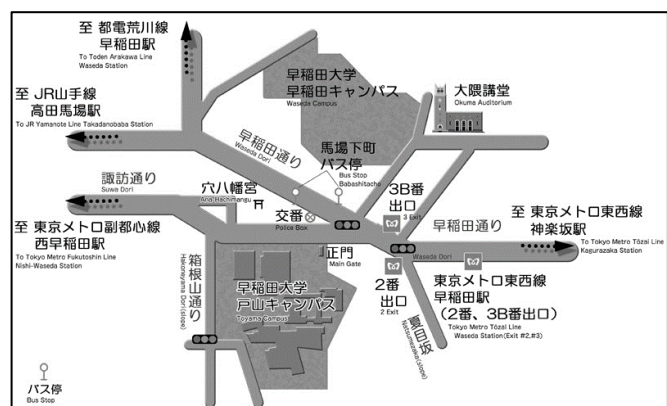 至 都電荒川線
早稲田駅
To Toden Arakawa Line
Waseda Station
至 JR山手線
高田馬場駅
To JR Yamanote Line Takadanobaba Station
早稲田大学
早稲田キャンパス
Waseda Campus
大隈講堂
Okuma Auditorium
早稲田通り
Waseda Dori
馬場下町
バス停
Bus Stop
Babashitacho
諏訪通り
Suwa Dori
穴八幡宮
Ana-Hachimangu
交番
Police Box
3B番
出口
3 Exit
早稲田通り
Waseda Dori
至 東京メトロ東西線
神楽坂駅
To Tokyo Metro Tōzai Line
Kagurazaka Station
至 東京メトロ副都心線
西早稲田駅
To Tokyo Metro Fukutoshin Line
Nishi-Waseda Station
箱根山通り
Hakoneyama Dori(slope)
正門
Main Gate
早稲田大学
戸山キャンパス
Toyama Campus
2番
出口
2 Exit
夏目坂
Natsumezaka(slope)
東京メトロ東西線
早稲田駅
(2番、3B番出口)
Tokyo Metro Tōzai Line
Waseda Station(Exit #2,#3)
バス停
Bus Stop